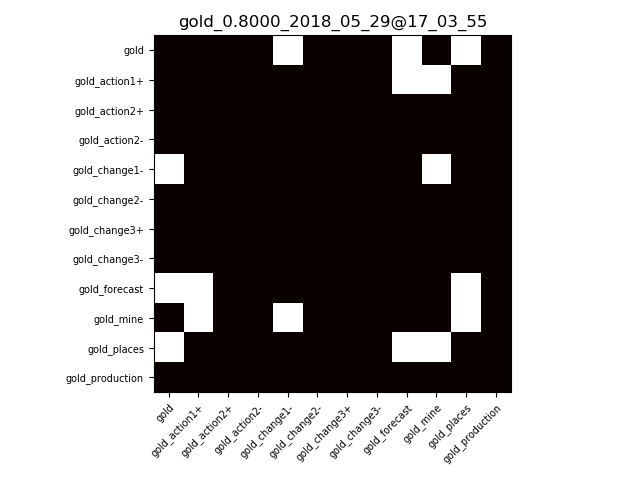 gold_0.8000_2018_05_29@17_03_55
gold
gold_action1+
gold_action2+
gold_action2-
gold_change1-
gold_change2-
gold_change3+
gold_change3-
gold_forecast
gold_mine
gold_places
gold_production
gold
gold_action1+
gold_action2+
gold_action2-
gold_change1-
gold_change2-
gold_change3+
gold_change3-
gold_forecast
gold_mine
gold_places
gold_production